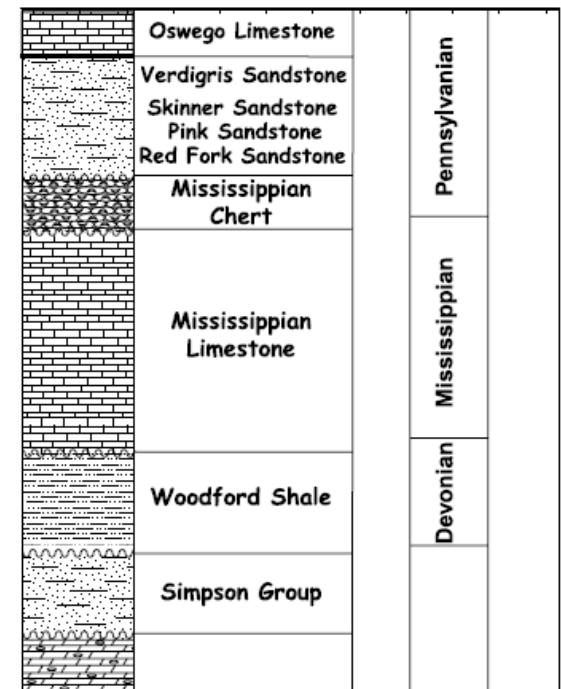 Oswego Limestone
Verdigris Sandstone
Skinner Sandstone
Pink Sandstone
Red Fork Sandstone
Mississippian
Chert
Mississippian
Limestone
Woodford Shale
Simpson Group
Pennsylvanian
Mississippian
Devonian